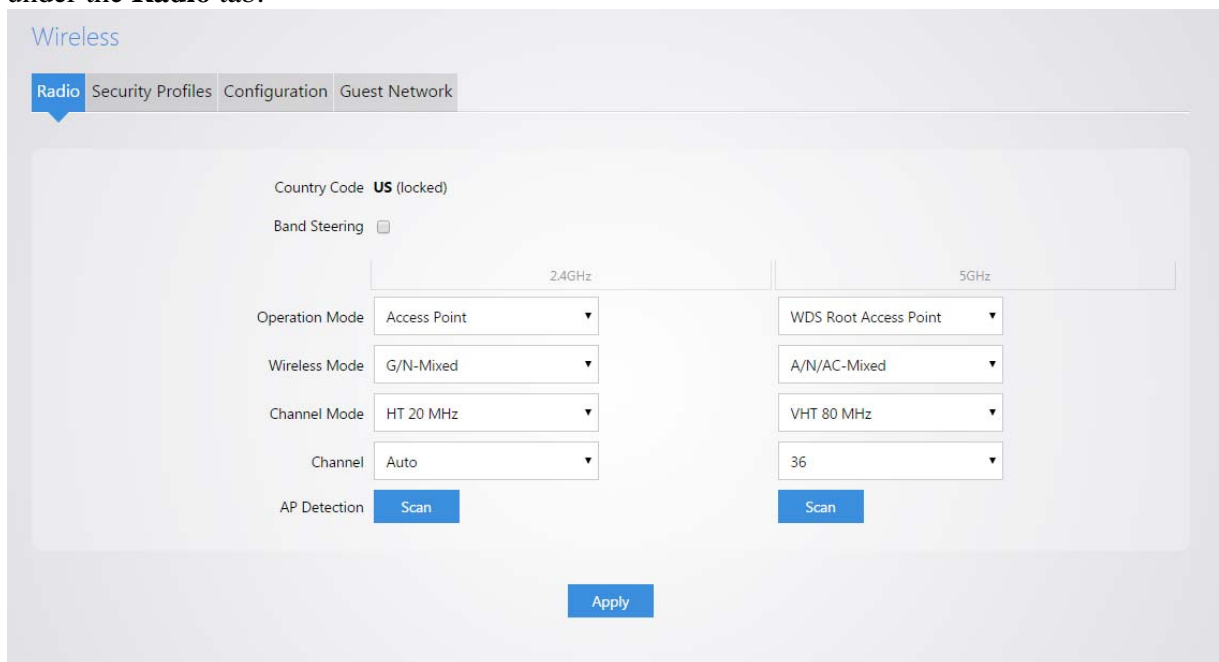 under the Radio tab.
Wireless
Radio Security Profiles Configuration Guest Network
Country Code US (locked)
Band Steering
2.4GHz 5GHz
Operation Mode Access Point WDS Root Access Point
Wireless Mode G/N-Mixed A/N/AC-Mixed
Channel Mode HT 20 MHz VHT 80 MHz
Channel Auto 36
AP Detection Scan Scan
Apply